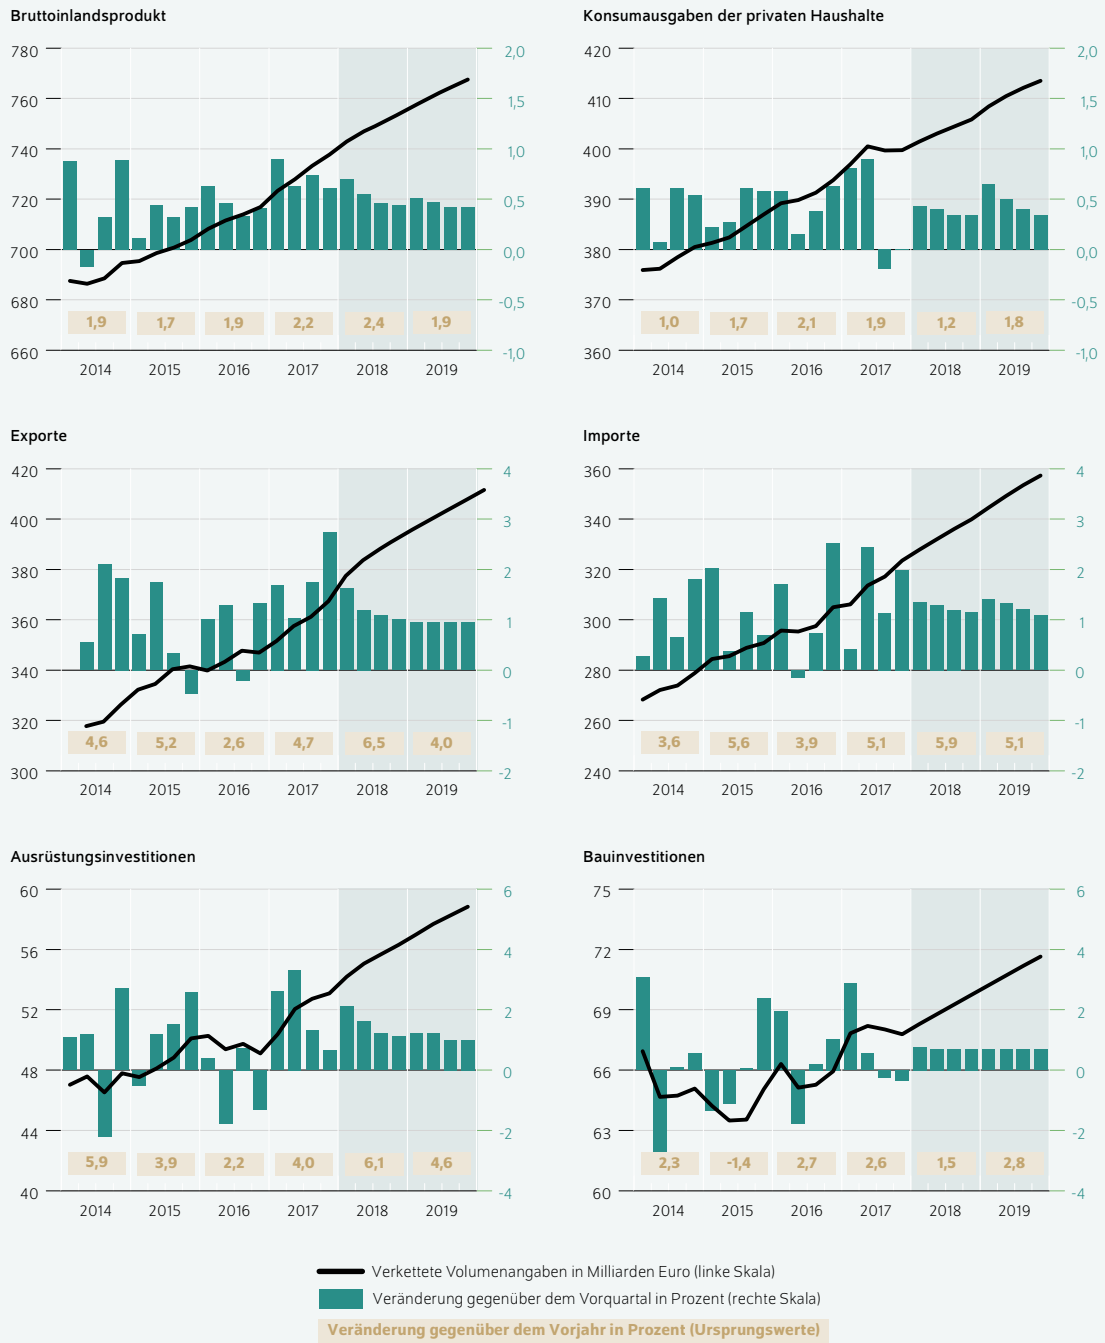 Bruttoinlandsprodukt
780 2,0
760 1,5
740 1,0
720 0,5
700 0,0
680 -0,5
1,9 1,7 1,9 2,2 2,4 1,9
660 -1,0
2014 2015 2016 2017 2018 2019
Konsumausgaben der privaten Haushalte
420 2,0
410 1,5
400 1,0
390 0,5
380 0,0
370 -0,5
1,0 1,7 2,1 1,9 1,2 1,8
360 -1,0
2014 2015 2016 2017 2018 2019
Exporte
420 4
400 3
380 2
360 1
340 0
320 -1
4,6 5,2 2,6 4,7 6,5 4,0
300 -2
2014 2015 2016 2017 2018 2019
Importe
360 4
340 3
320 2
300 1
280 0
260 -1
3,6 5,6 3,9 5,1 5,9 5,1
240 -2
2014 2015 2016 2017 2018 2019
Ausrüstungsinvestitionen
60 6
56 4
52 2
48 0
44 -2
5,9 3,9 2,2 4,0 6,1 4,6
40 -4
2014 2015 2016 2017 2018 2019
Bauinvestitionen
75 6
72 4
69 2
66 0
63 -2
2,3 -1,4 2,7 2,6 1,5 2,8
60 -4
2014 2015 2016 2017 2018 2019
Verkettete Volumenangaben in Milliarden Euro (linke Skala)
Veränderung gegenüber dem Vorquartal in Prozent (rechte Skala)
Veränderung gegenüber dem Vorjahr in Prozent (Ursprungswerte)